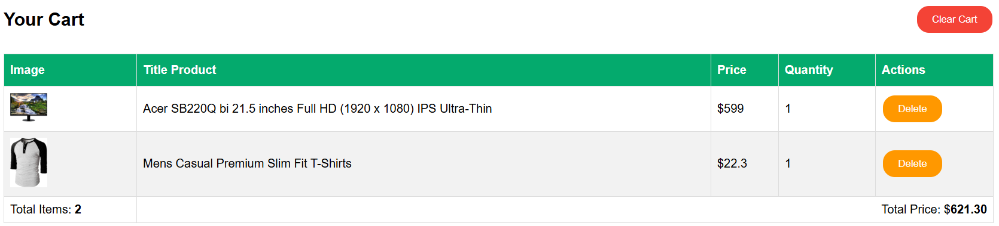 Your Cart
Clear Cart
Image Title Product Price Quantity Actions
Acer SB220Q bi 21.5 inches Full HD (1920 x 1080) IPS Ultra-Thin $599 1 Delete
Mens Casual Premium Slim Fit T-Shirts $22.3 1 Delete
Total Items: 2 Total Price: $621.30